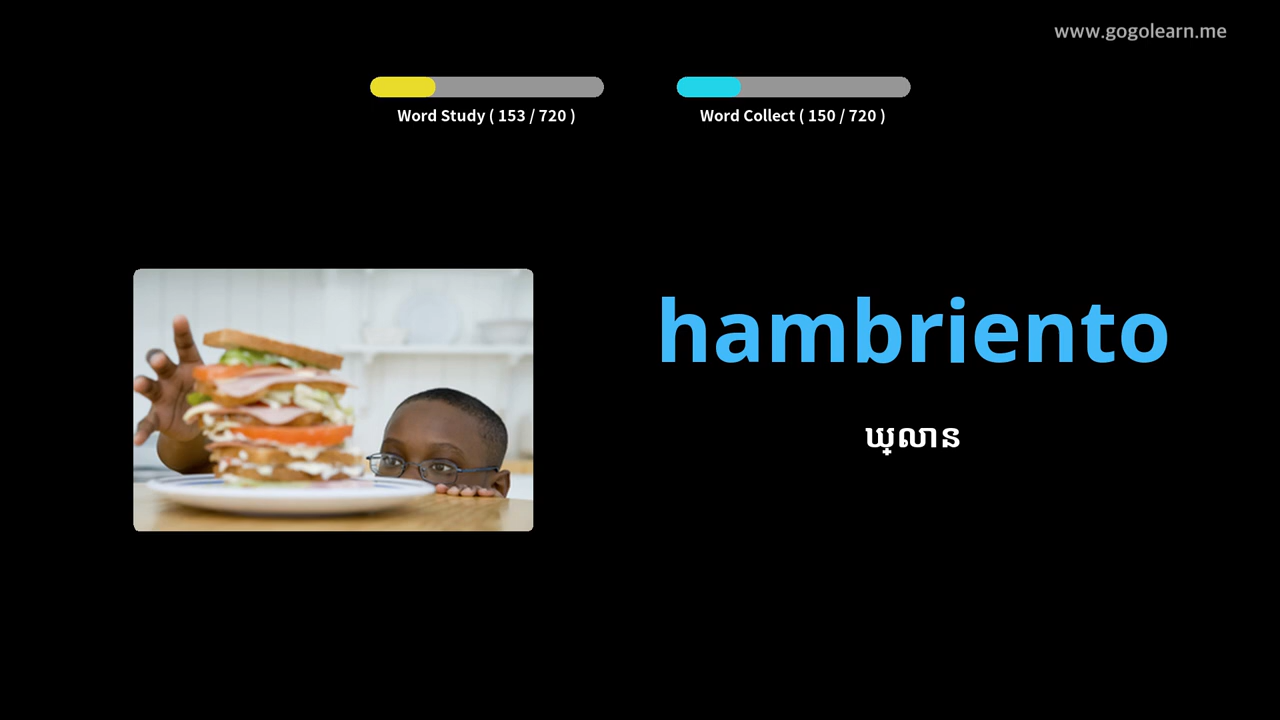 www.gogolearn.me
Word Study ( 153 / 720 )
Word Collect ( 150 / 720 )
hambriento
ឃ្លាន